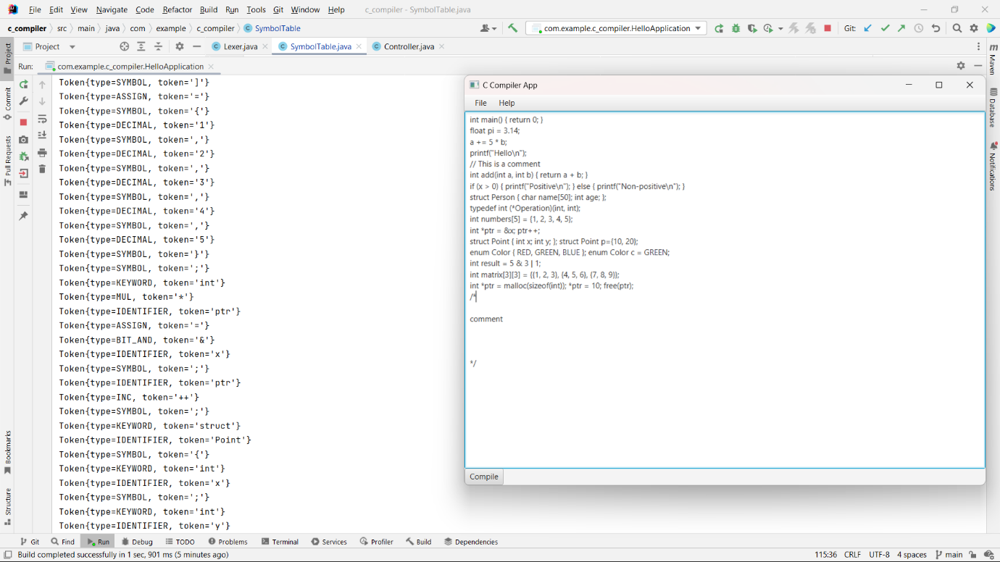 File Edit View Navigate Code Refactor Build Run Tools Git Window Help c_compiler - SymbolTable.java
c_compiler src main java com example c_compiler SymbolTable com.example.c_compiler.HelloApplication Git:
Project Lexer.java SymbolTable.java Controller.java
Run: com.example.c_compiler.HelloApplication
Project
Commit
Pull Requests
Bookmarks
Structure
Token{type=SYMBOL, token=']'}
Token{type=ASSIGN, token='='}
Token{type=SYMBOL, token='{'}
Token{type=DECIMAL, token='1'}
Token{type=SYMBOL, token=','}
Token{type=DECIMAL, token='2'}
Token{type=SYMBOL, token=','}
Token{type=DECIMAL, token='3'}
Token{type=SYMBOL, token=','}
Token{type=DECIMAL, token='4'}
Token{type=SYMBOL, token=','}
Token{type=DECIMAL, token='5'}
Token{type=SYMBOL, token='}'}
Token{type=SYMBOL, token=';'}
Token{type=KEYWORD, token='int'}
Token{type=MUL, token='*'}
Token{type=IDENTIFIER, token='ptr'}
Token{type=ASSIGN, token='='}
Token{type=BIT_AND, token='&'}
Token{type=IDENTIFIER, token='x'}
Token{type=SYMBOL, token=';'}
Token{type=IDENTIFIER, token='ptr'}
Token{type=INC, token='++'}
Token{type=SYMBOL, token=';'}
Token{type=KEYWORD, token='struct'}
Token{type=IDENTIFIER, token='Point'}
Token{type=SYMBOL, token='{'}
Token{type=KEYWORD, token='int'}
Token{type=IDENTIFIER, token='x'}
Token{type=SYMBOL, token=';'}
Token{type=KEYWORD, token='int'}
Token{type=IDENTIFIER, token='y'}
C Compiler App
File Help
int main() { return 0; }
float pi = 3.14;
a += 5 * b;
printf("Hello\n");
// This is a comment
int add(int a, int b) { return a + b; }
if (x > 0) { printf("Positive\n"); } else { printf("Non-positive\n"); }
struct Person { char name[50]; int age; };
typedef int (*Operation)(int, int);
int numbers[5] = {1, 2, 3, 4, 5};
int *ptr = &x; ptr++;
struct Point { int x; int y; }; struct Point p={10, 20};
enum Color { RED, GREEN, BLUE }; enum Color c = GREEN;
int result = 5 & 3 | 1;
int matrix[3][3] = {{1, 2, 3}, {4, 5, 6}, {7, 8, 9}};
int *ptr = malloc(sizeof(int)); *ptr = 10; free(ptr);
/*
comment
*/
Compile
m
Maven
Database
Notifications
Git Find Run Debug TODO Problems Terminal Services Profiler Build Dependencies
Build completed successfully in 1 sec, 901 ms (5 minutes ago) 115:36 CRLF UTF-8 4 spaces main